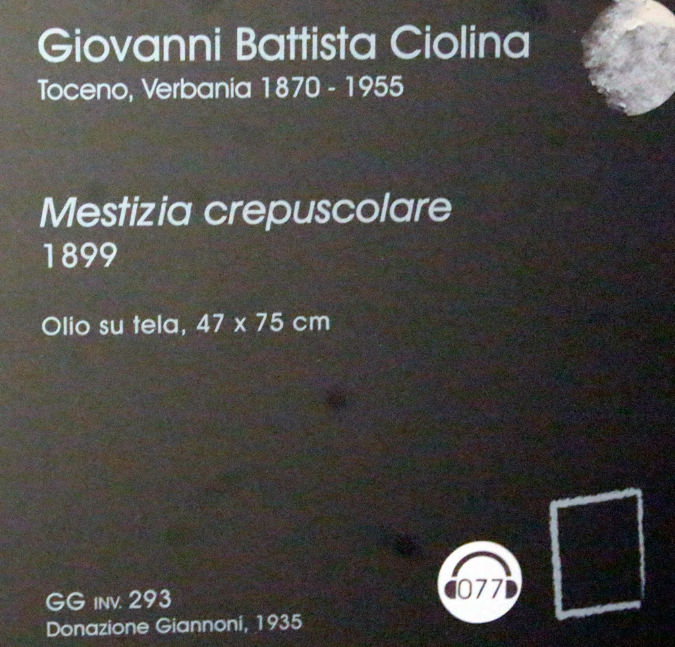 Giovanni Battista Ciolina
Toceno, Verbania 1870 - 1955
Mestizia crepuscolare
1899
Olio su tela, 47 x 75 cm
077
GG INV. 293
Donazione Giannoni, 1935